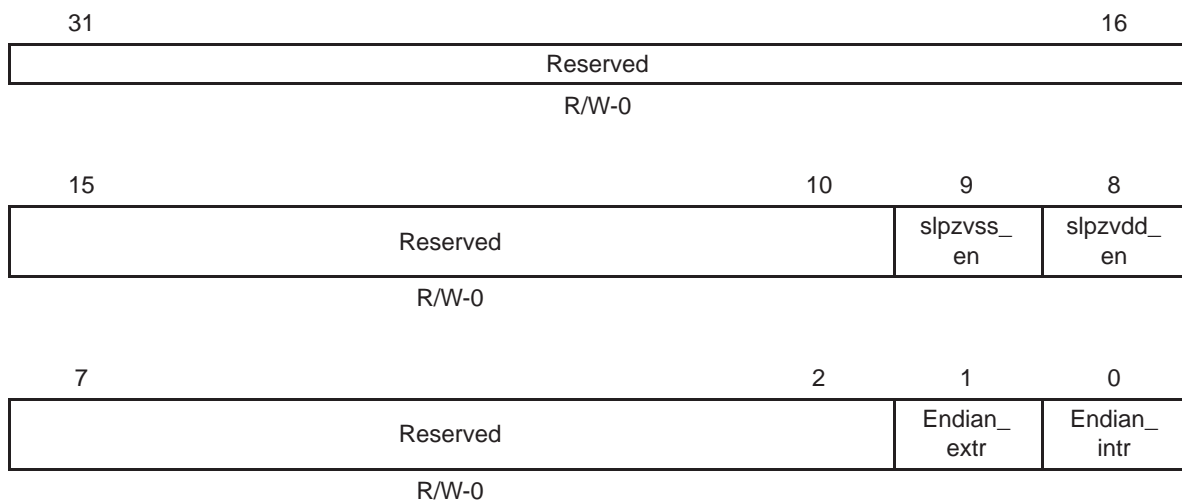 31 16
Reserved
R/W-0
15 10 9 8
Reserved
slpzvss_
en
slpzvdd_
en
R/W-0
7 2 1 0
Reserved
Endian_
extr
Endian_
intr
R/W-0